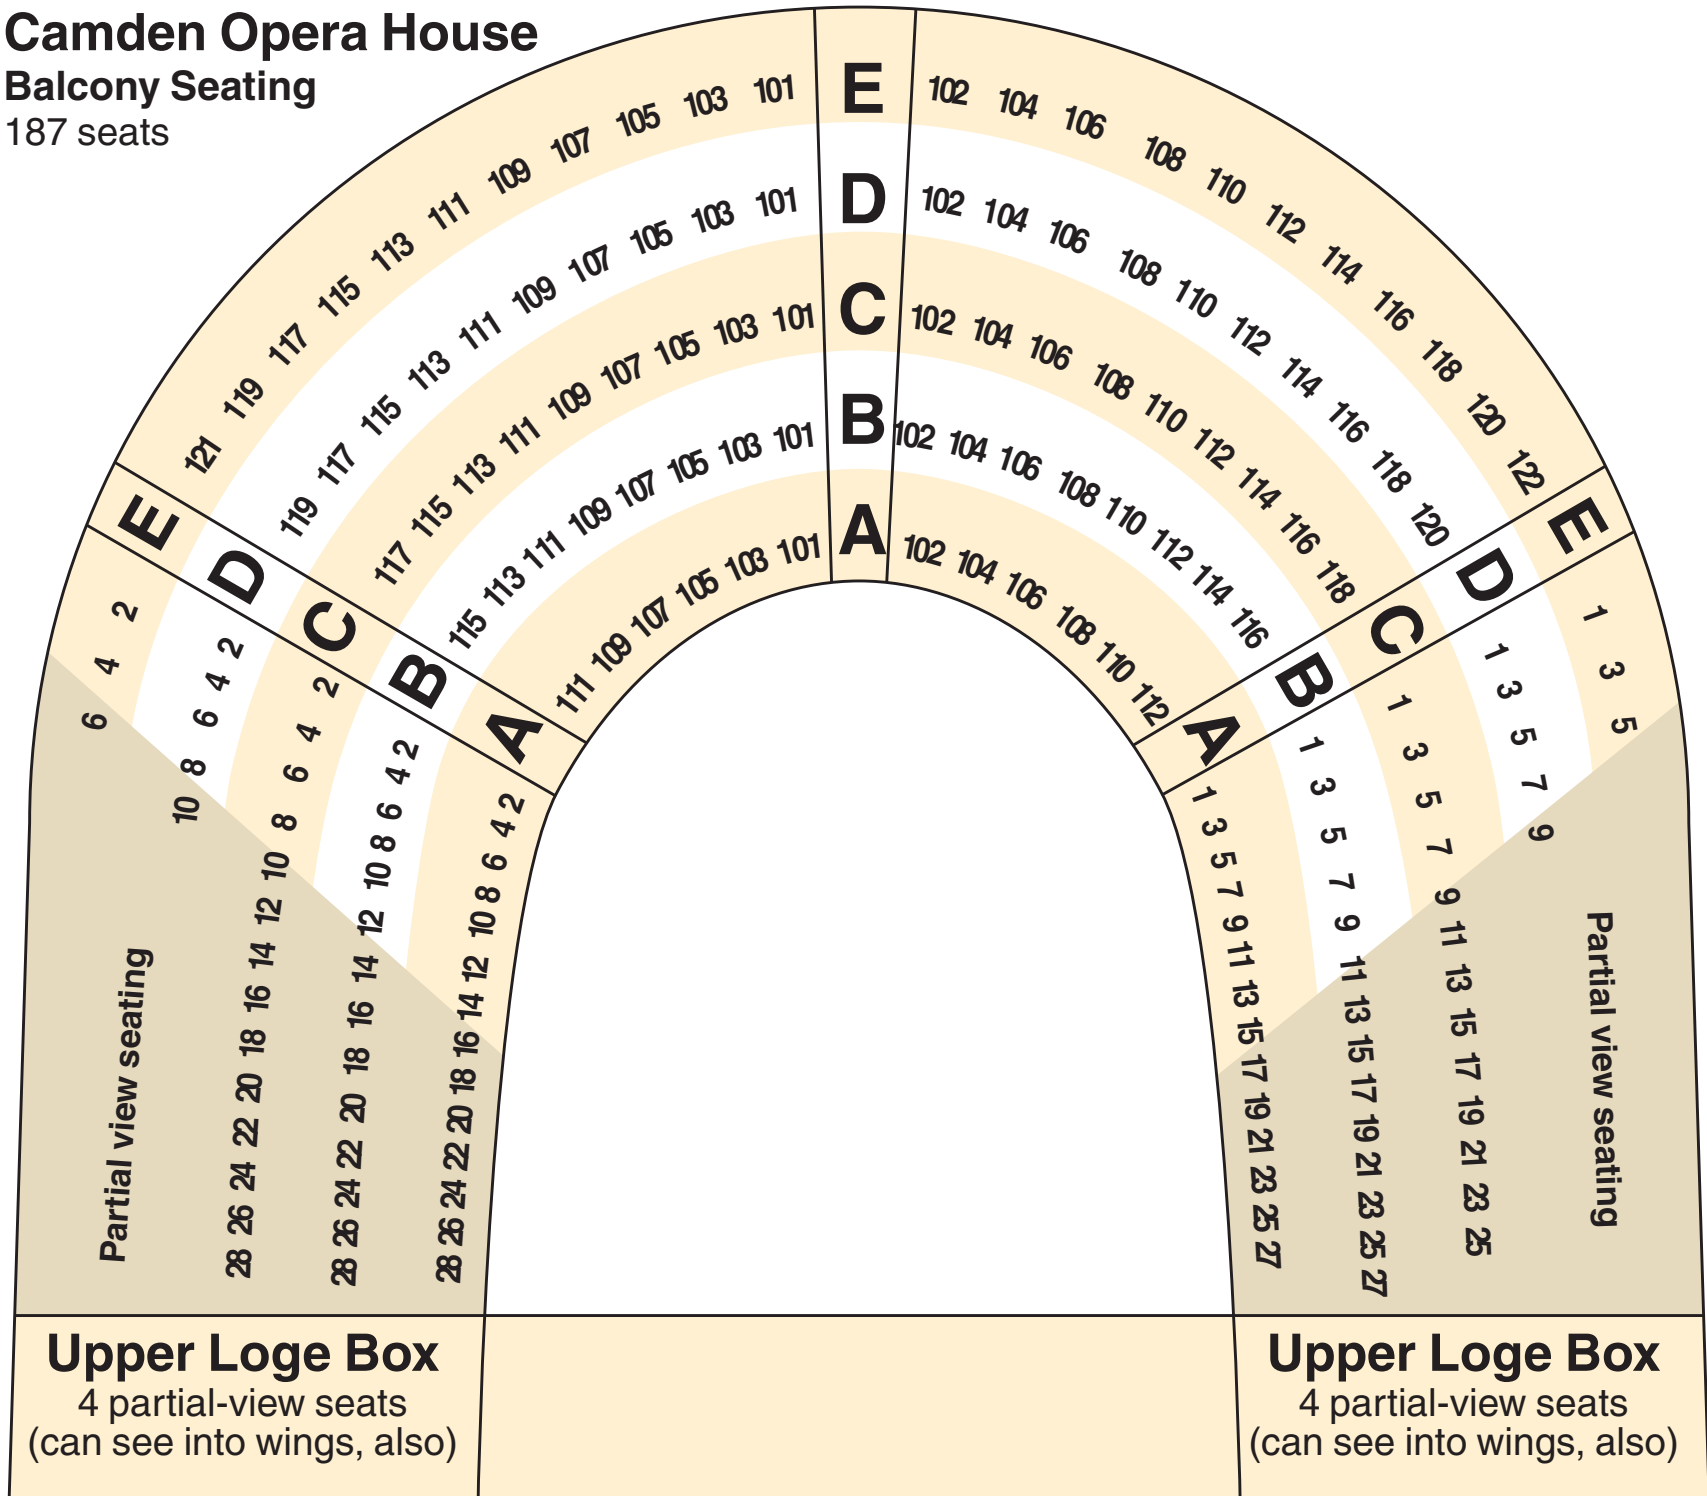 Camden Opera House
Balcony Seating
187 seats
121 119 117 115 113 111 109 107 105 103 101 E 102 104 106 108 110 112 114 116 118 120 122
119 117 115 113 111 109 107 105 103 101 D 102 104 106 108 110 112 114 116 118 120
117 115 113 111 109 107 105 103 101 C 102 104 106 108 110 112 114 116 118
115 113 111 109 107 105 103 101 B 102 104 106 108 110 112 114 116
111 109 107 105 103 101 A 102 104 106 108 110 112
E D C B A
A B C D E
2 4 6
2 4 6 8 10
2 4 6 8 10 12 14 16 18 20 22 24 26 28
2 4 6 8 10 12 14 16 18 20 22 24 26 28
2 4 6 8 10 12 14 16 18 20 22 24 26 28
1 3 5 7 9 11 13 15 17 19 21 23 25 27
1 3 5 7 9 11 13 15 17 19 21 23 25 27
1 3 5 7 9 11 13 15 17 19 21 23 25
1 3 5 7 9
1 3 5
Partial view seating
Partial view seating
Upper Loge Box
4 partial-view seats
(can see into wings, also)
Upper Loge Box
4 partial-view seats
(can see into wings, also)